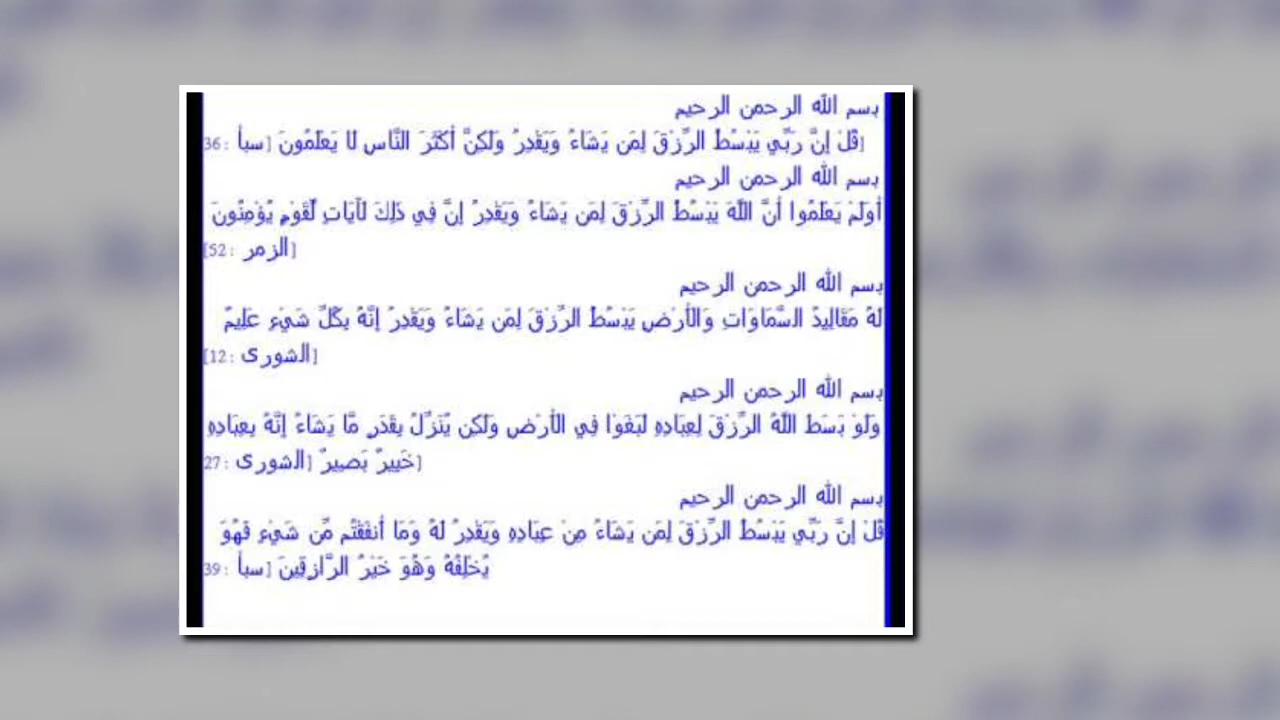 بسم الله الرحمن الرحيم
[قُلْ إِنَّ رَبِّي يَبْسُطُ الرِّزْقَ لِمَن يَشَاءُ وَيَقْدِرُ وَلَكِنَّ أَكْثَرَ النَّاسِ لَا يَعْلَمُونَ [سبأ : 36
بسم الله الرحمن الرحيم
أَوَلَمْ يَعْلَمُوا أَنَّ اللَّهَ يَبْسُطُ الرِّزْقَ لِمَن يَشَاءُ وَيَقْدِرُ إِنَّ فِي ذَلِكَ لَآيَاتٍ لِّقَوْمٍ يُؤْمِنُونَ
[الزمر : 52]
بسم الله الرحمن الرحيم
لَهُ مَقَالِيدُ السَّمَاوَاتِ وَالْأَرْضِ يَبْسُطُ الرِّزْقَ لِمَن يَشَاءُ وَيَقْدِرُ إِنَّهُ بِكُلِّ شَيْءٍ عَلِيمٌ
[الشورى : 12]
بسم الله الرحمن الرحيم
وَلَوْ بَسَطَ اللَّهُ الرِّزْقَ لِعِبَادِهِ لَبَغَوْا فِي الْأَرْضِ وَلَكِن يُنَزِّلُ بِقَدَرٍ مَّا يَشَاءُ إِنَّهُ بِعِبَادِهِ
[خَبِيرٌ بَصِيرٌ [الشورى : 27
بسم الله الرحمن الرحيم
قُلْ إِنَّ رَبِّي يَبْسُطُ الرِّزْقَ لِمَن يَشَاءُ مِنْ عِبَادِهِ وَيَقْدِرُ لَهُ وَمَا أَنفَقْتُم مِّن شَيْءٍ فَهُوَ
يُخْلِفُهُ وَهُوَ خَيْرُ الرَّازِقِينَ [سبأ : 39